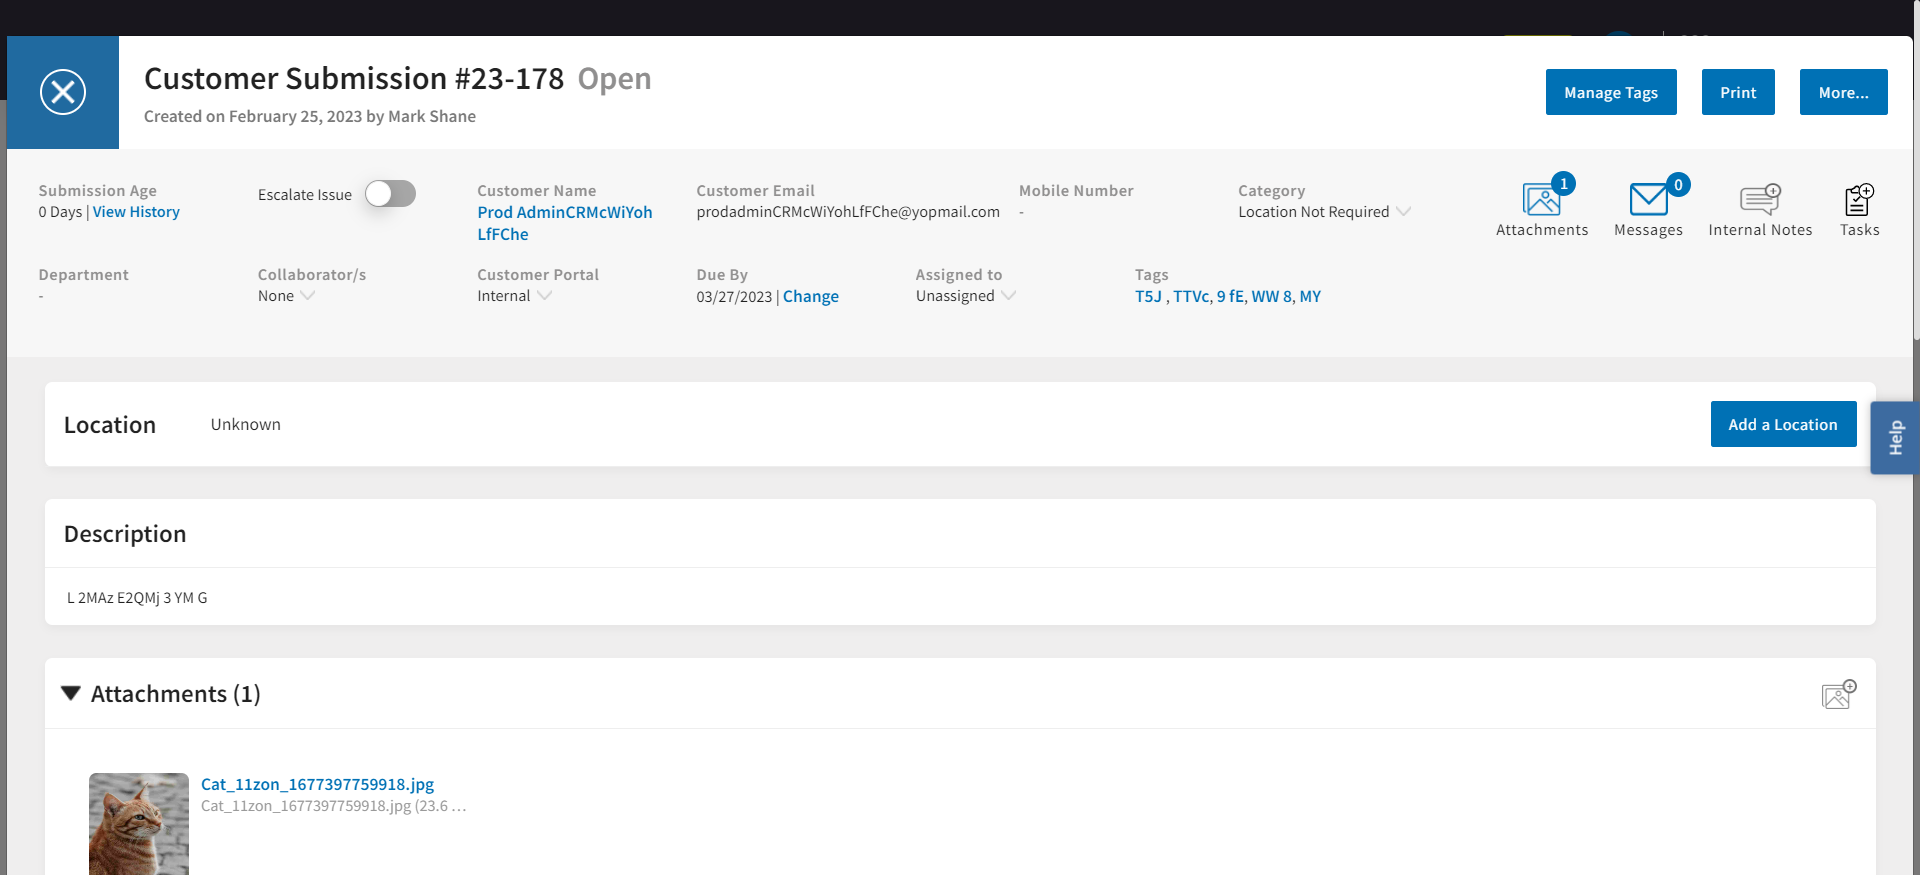 Customer Submission #23-178 Open
Created on February 25, 2023 by Mark Shane
Manage Tags
Print
More...
Submission Age
0 Days | View History
Escalate Issue
Customer Name
Prod AdminCRMcWiYoh
LfFChe
Customer Email
prodadminCRMcWiYohLfFChe@yopmail.com
Mobile Number
-
Category
Location Not Required
1
Attachments
0
Messages
Internal Notes
Tasks
Department
-
Collaborator/s
None
Customer Portal
Internal
Due By
03/27/2023 | Change
Assigned to
Unassigned
Tags
T5J , TTVc, 9 fE, WW 8, MY
Location
Unknown
Add a Location
Help
Description
L 2MAz E2QMj 3 YM G
Attachments (1)
Cat_11zon_1677397759918.jpg
Cat_11zon_1677397759918.jpg (23.6 ...